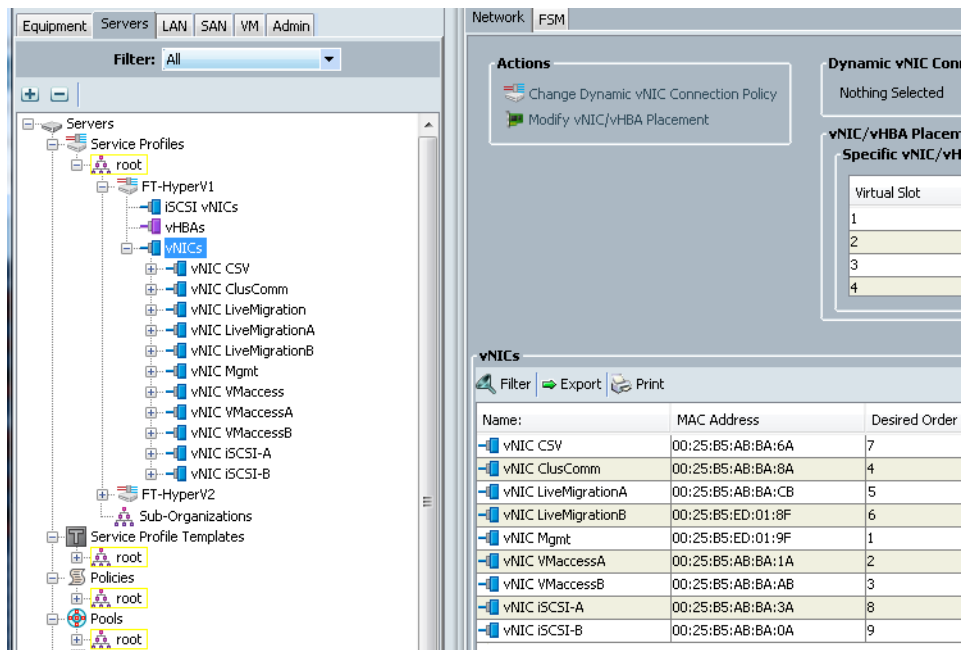 Equipment Servers LAN SAN VM Admin
Filter: All
Servers
Service Profiles
root
FT-HyperV1
iSCSI vNICs
vHBAs
vNICs
vNIC CSV
vNIC ClusComm
vNIC LiveMigration
vNIC LiveMigrationA
vNIC LiveMigrationB
vNIC Mgmt
vNIC VMaccess
vNIC VMaccessA
vNIC VMaccessB
vNIC iSCSI-A
vNIC iSCSI-B
FT-HyperV2
Sub-Organizations
Service Profile Templates
root
Policies
root
Pools
root
Network FSM
Actions
Change Dynamic vNIC Connection Policy
Modify vNIC/vHBA Placement
Dynamic vNIC Con
Nothing Selected
vNIC/vHBA Placem
Specific vNIC/vH
Virtual Slot
1
2
3
4
vNICs
Filter Export Print
Name: MAC Address Desired Order
vNIC CSV 00:25:B5:AB:BA:6A 7
vNIC ClusComm 00:25:B5:AB:BA:8A 4
vNIC LiveMigrationA 00:25:B5:AB:BA:CB 5
vNIC LiveMigrationB 00:25:B5:ED:01:8F 6
vNIC Mgmt 00:25:B5:ED:01:9F 1
vNIC VMaccessA 00:25:B5:AB:BA:1A 2
vNIC VMaccessB 00:25:B5:AB:BA:AB 3
vNIC iSCSI-A 00:25:B5:AB:BA:3A 8
vNIC iSCSI-B 00:25:B5:AB:BA:0A 9